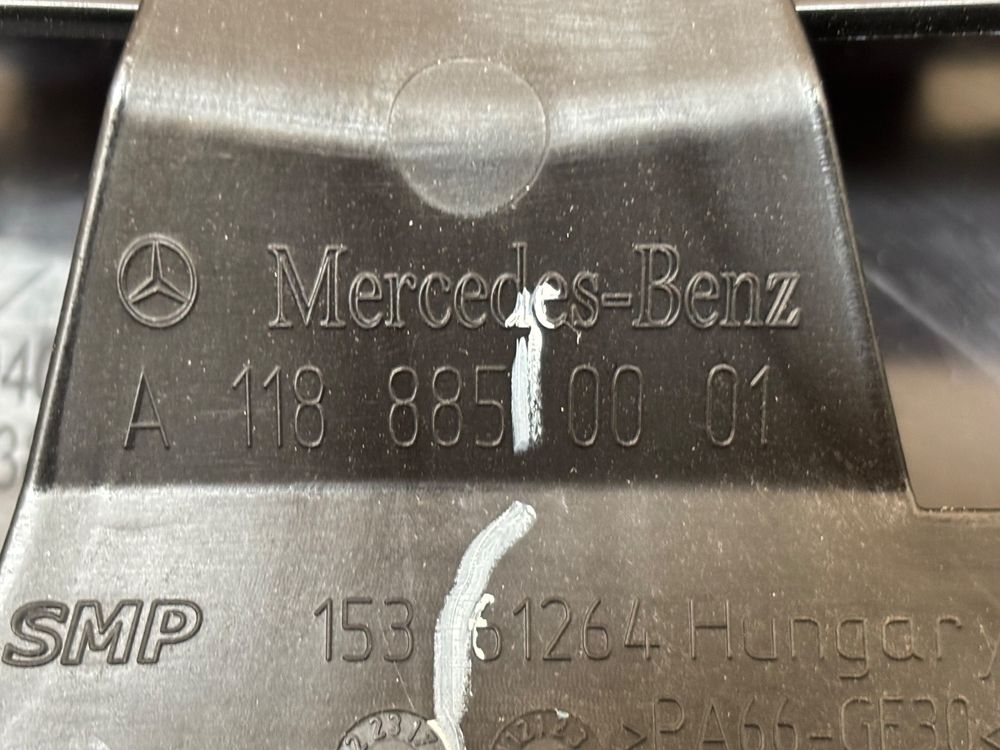 Mercedes-Benz
A 118 885 00 01
SMP 153 61264 Hungary
>PA66-GF30<